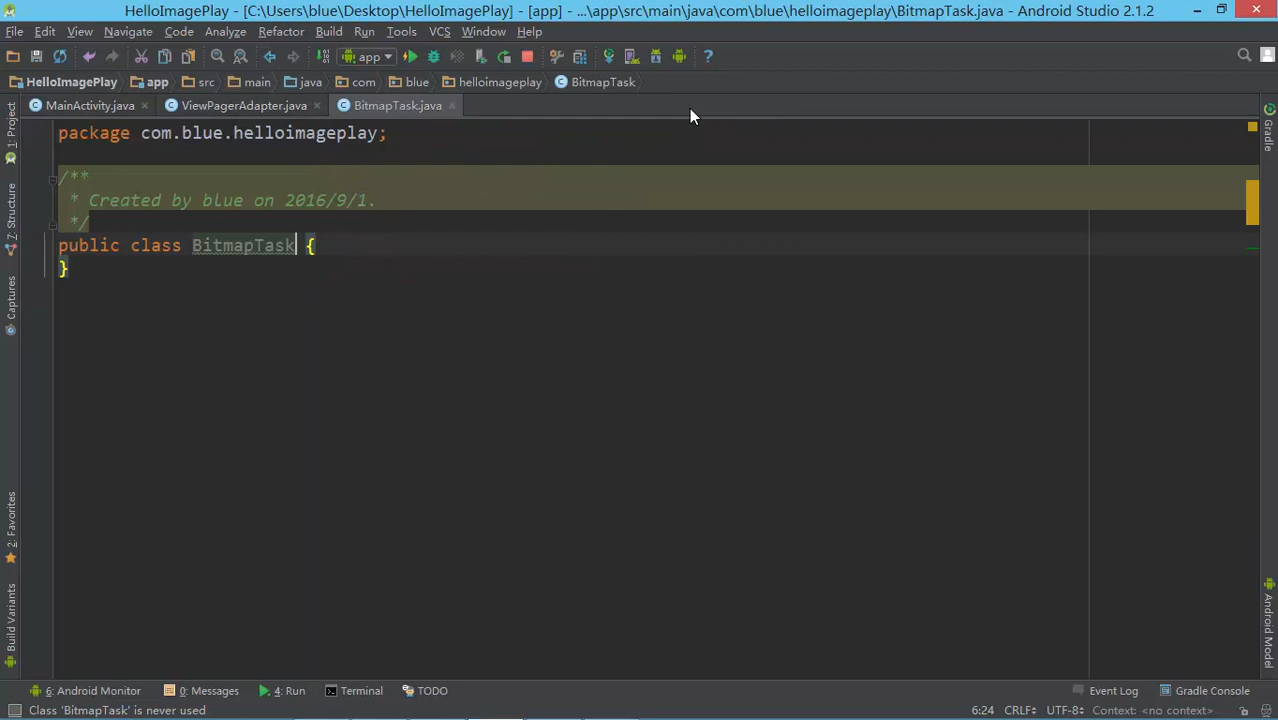 HelloImagePlay - [C:\Users\blue\Desktop\HelloImagePlay] - [app] - ...\app\src\main\java\com\blue\helloimageplay\BitmapTask.java - Android Studio 2.1.2
File Edit View Navigate Code Analyze Refactor Build Run Tools VCS Window Help
app
HelloImagePlay app src main java com blue helloimageplay BitmapTask
MainActivity.java ViewPagerAdapter.java BitmapTask.java
package com.blue.helloimageplay;
/**
* Created by blue on 2016/9/1.
*/
public class BitmapTask {
}
1: Project
7: Structure
Captures
2: Favorites
Build Variants
Gradle
Android Model
6: Android Monitor 0: Messages 4: Run Terminal TODO Event Log Gradle Console
Class 'BitmapTask' is never used 6:24 CRLF UTF-8 Context: <no context>